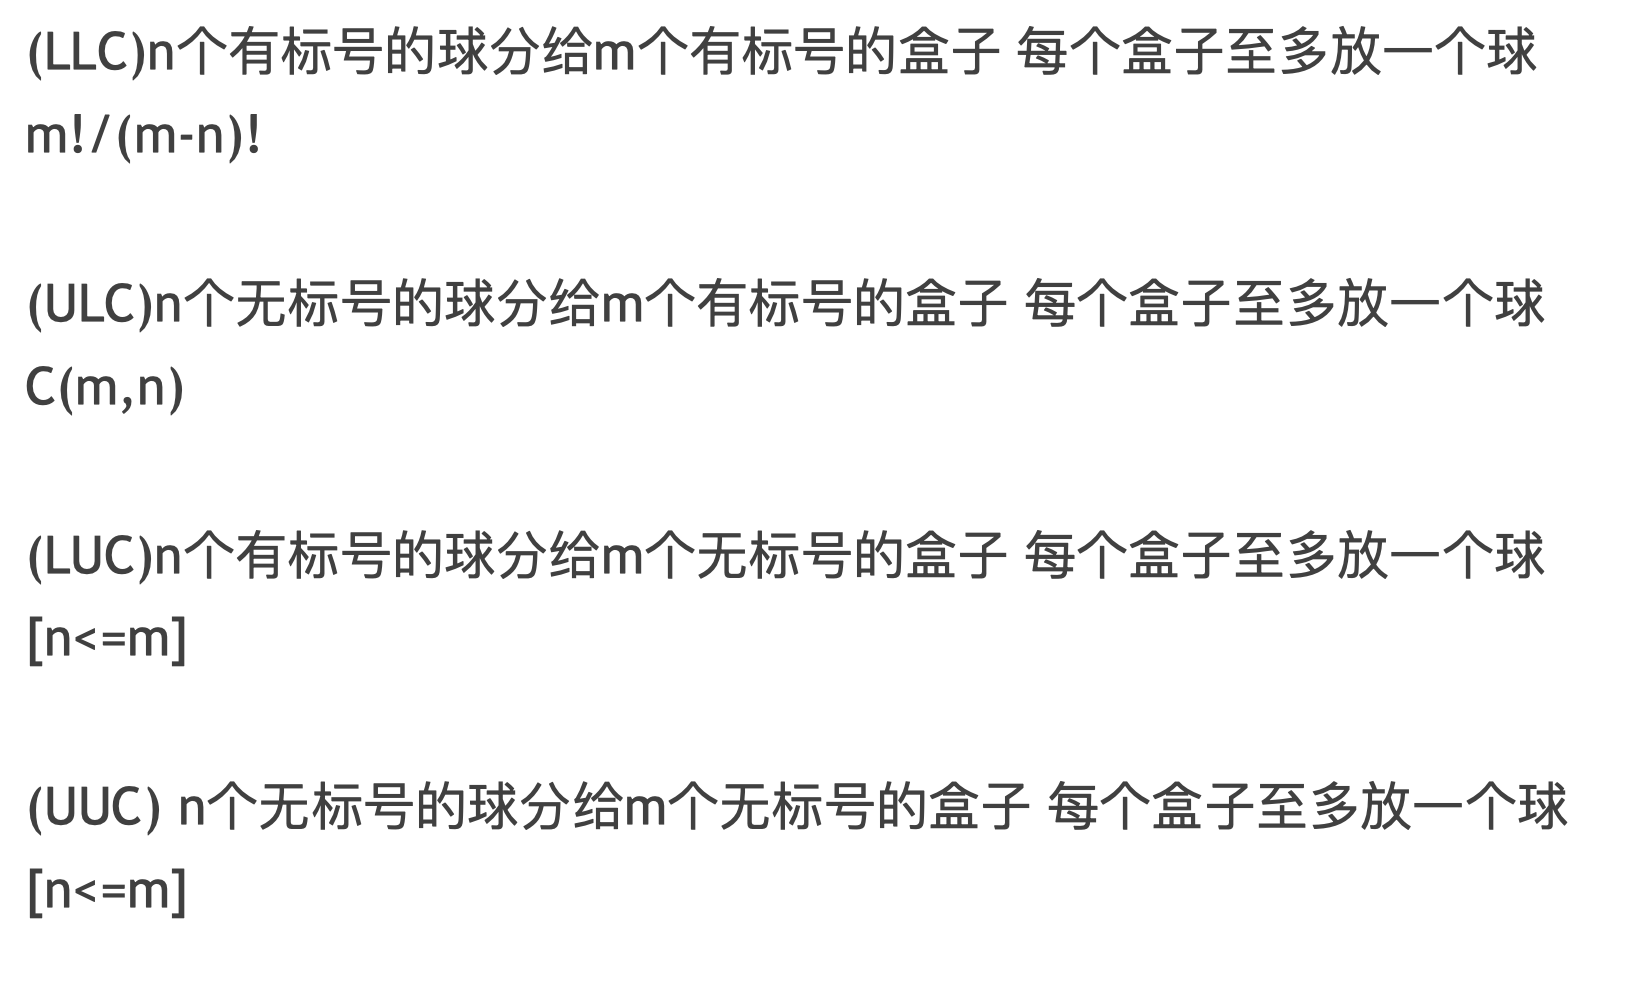 (LLC)n个有标号的球分给m个有标号的盒子 每个盒子至多放一个球
m!/(m-n)!
(ULC)n个无标号的球分给m个有标号的盒子 每个盒子至多放一个球
C(m,n)
(LUC)n个有标号的球分给m个无标号的盒子 每个盒子至多放一个球
[n<=m]
(UUC) n个无标号的球分给m个无标号的盒子 每个盒子至多放一个球
[n<=m]